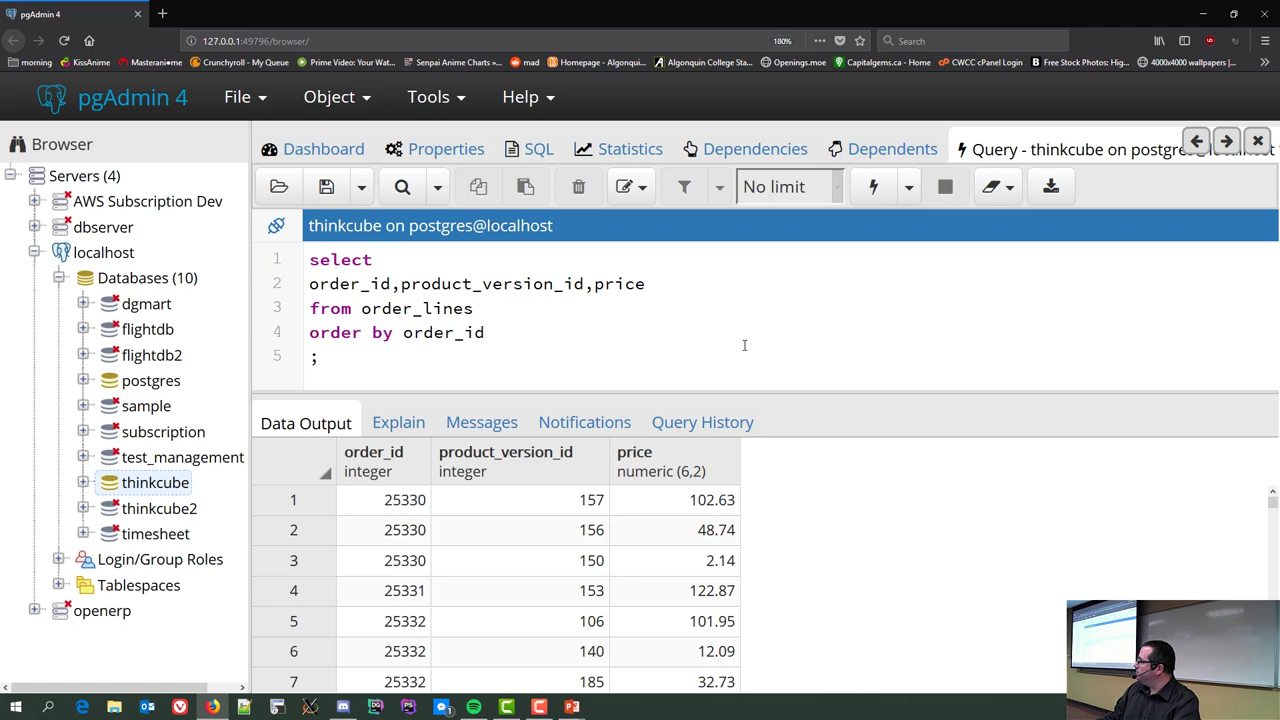 pgAdmin 4
127.0.0.1:49796/browser/
180%
Search
morning
KissAnime
Masterani•me
Crunchyroll - My Queue
Prime Video: Your Wat...
Senpai Anime Charts ...
mad
Homepage - Algonqui...
Algonquin College Sta...
Openings.moe
Capitalgems.ca - Home
CWCC cPanel Login
Free Stock Photos: Hig...
4000x4000 wallpapers |...
pgAdmin 4
File
Object
Tools
Help
Browser
Dashboard
Properties
SQL
Statistics
Dependencies
Dependents
Query - thinkcube on postgres@localhost
Servers (4)
AWS Subscription Dev
dbserver
localhost
Databases (10)
dgmart
flightdb
flightdb2
postgres
sample
subscription
test_management
thinkcube
thinkcube2
timesheet
Login/Group Roles
Tablespaces
openerp
No limit
thinkcube on postgres@localhost
1 select
2 order_id,product_version_id,price
3 from order_lines
4 order by order_id
5 ;
Data Output
Explain
Messages
Notifications
Query History
order_id product_version_id price
integer integer numeric (6,2)
1 25330 157 102.63
2 25330 156 48.74
3 25330 150 2.14
4 25331 153 122.87
5 25332 106 101.95
6 25332 140 12.09
7 25332 185 32.73